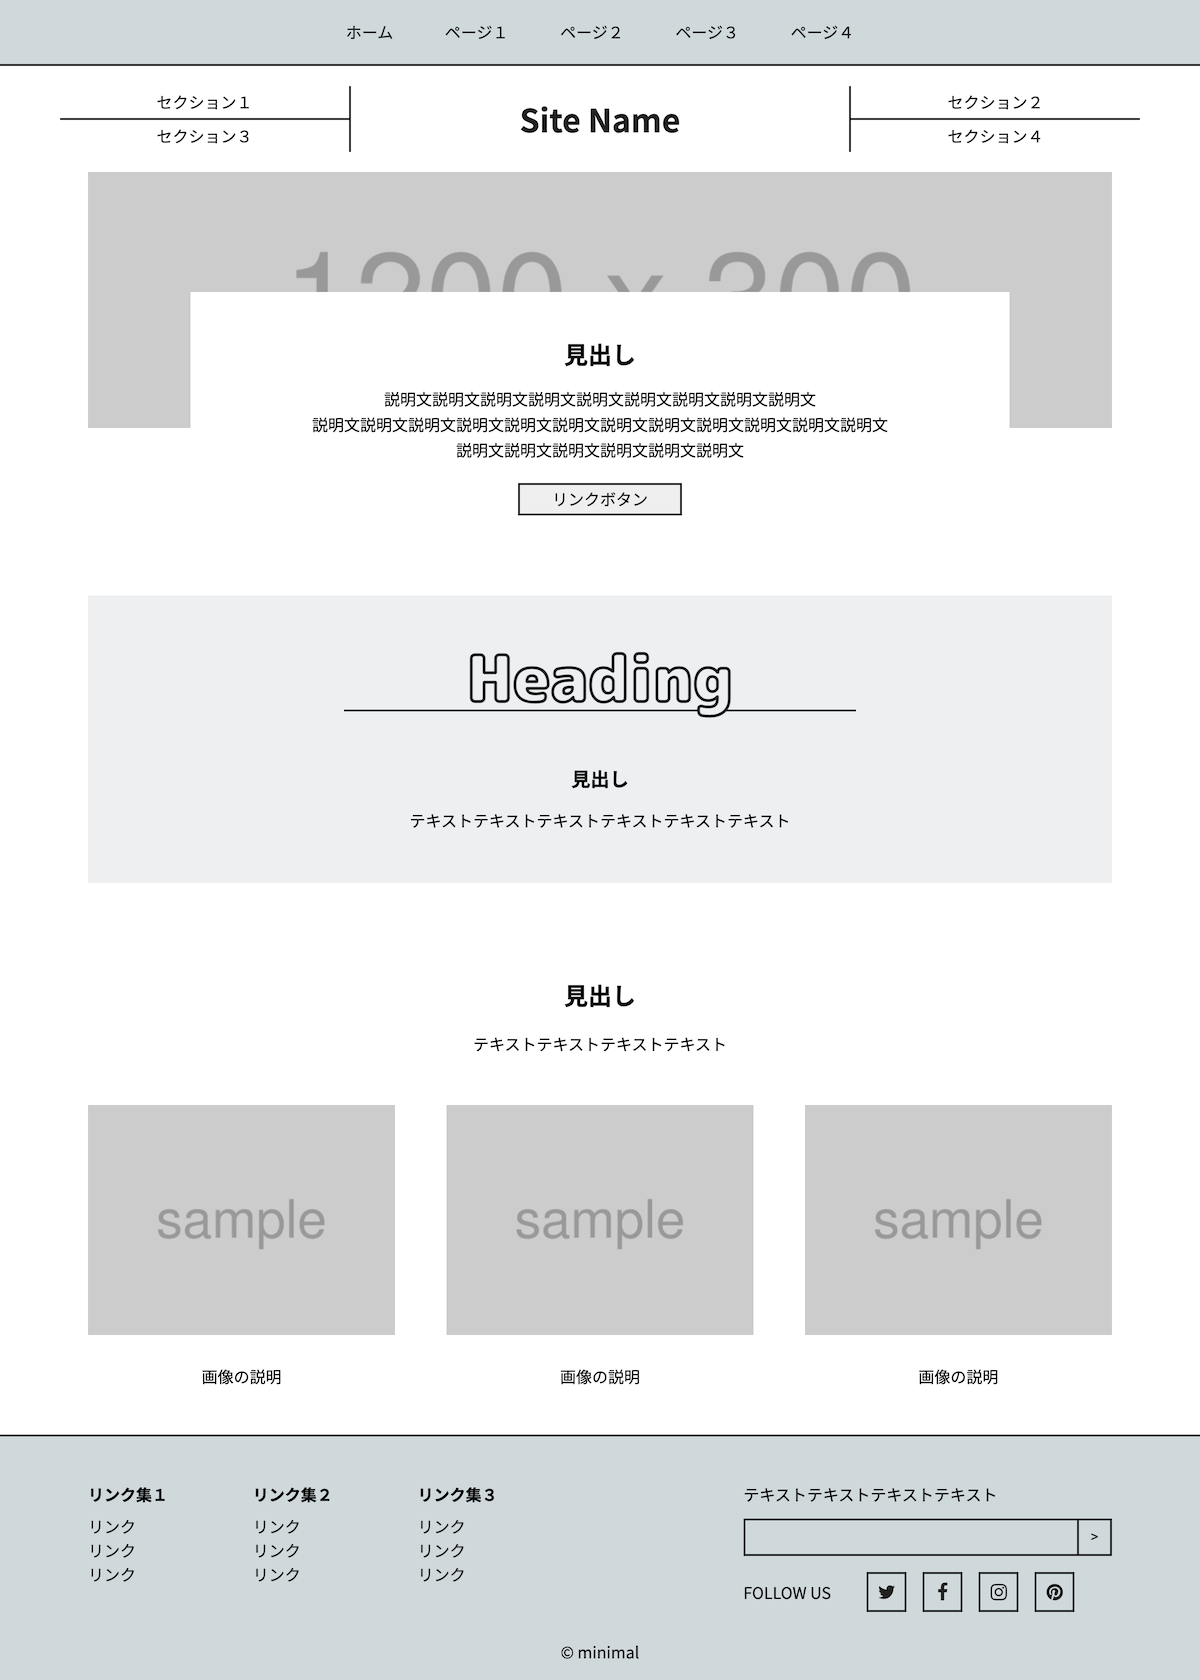 ホーム ページ１ ページ２ ページ３ ページ４
セクション１
セクション３
Site Name
セクション２
セクション４
1200 x 300
見出し
説明文説明文説明文説明文説明文説明文説明文説明文説明文
説明文説明文説明文説明文説明文説明文説明文説明文説明文説明文説明文説明文
説明文説明文説明文説明文説明文説明文
リンクボタン
Heading
見出し
テキストテキストテキストテキストテキストテキスト
見出し
テキストテキストテキストテキスト
sample sample sample
画像の説明 画像の説明 画像の説明
リンク集１
リンク
リンク
リンク
リンク集２
リンク
リンク
リンク
リンク集３
リンク
リンク
リンク
テキストテキストテキストテキスト
>
FOLLOW US
© minimal